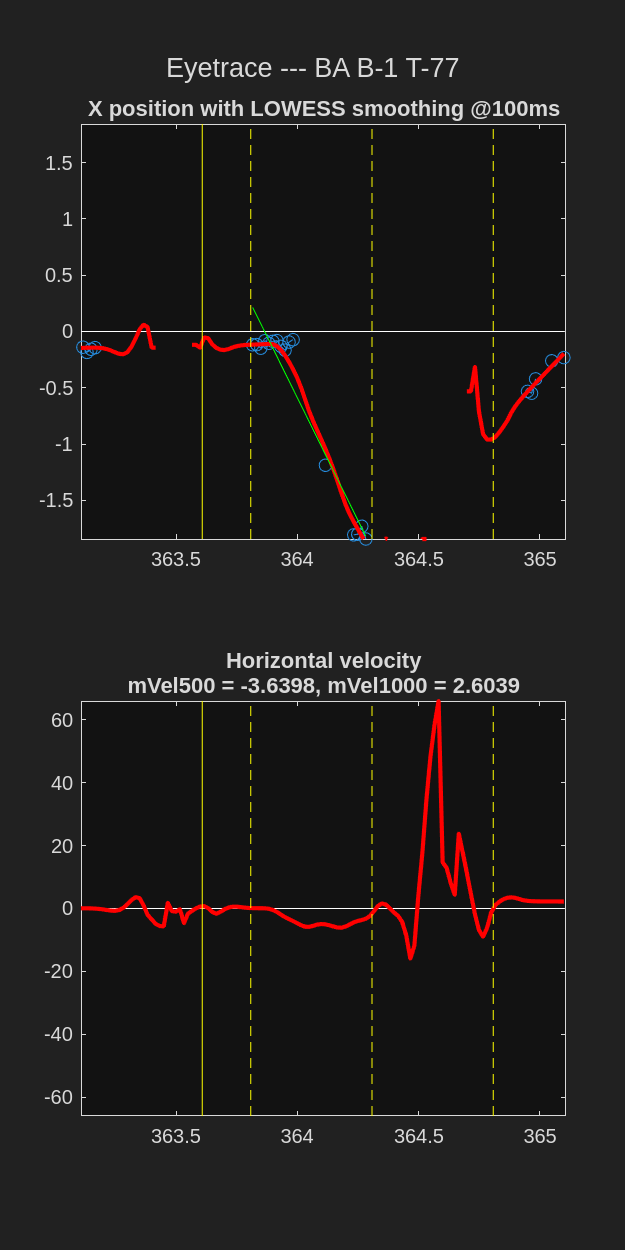 Eyetrace --- BA B-1 T-77
X position with LOWESS smoothing @100ms
1.5
1
0.5
0
-0.5
-1
-1.5
363.5 364 364.5 365
Horizontal velocity
mVel500 = -3.6398, mVel1000 = 2.6039
60
40
20
0
-20
-40
-60
363.5 364 364.5 365